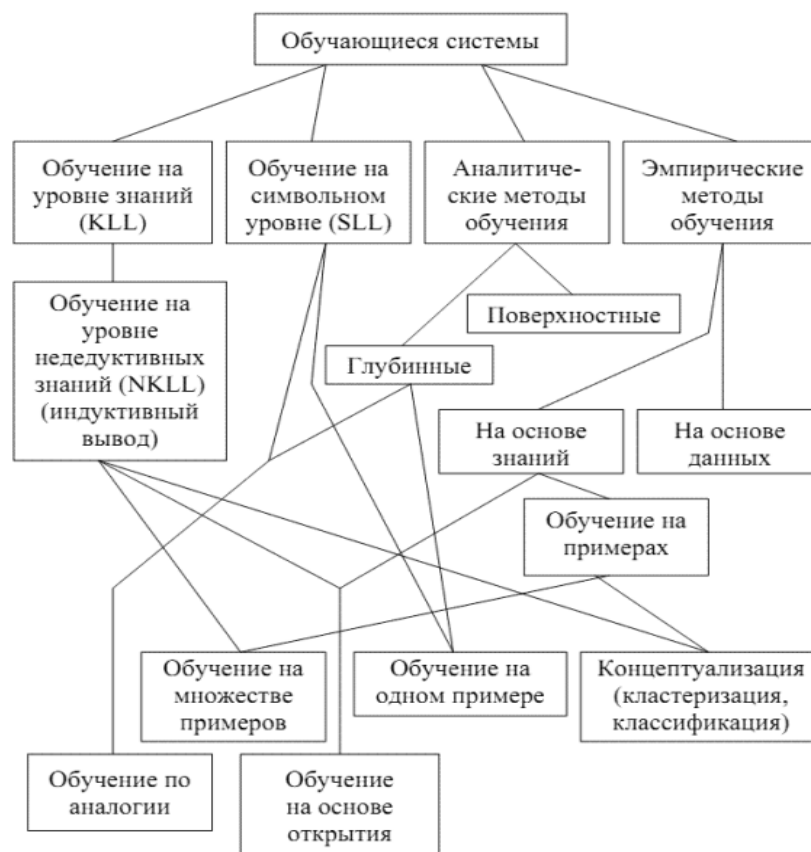 Обучающиеся системы
Обучение на
уровне знаний
(KLL)
Обучение на
символьном
уровне (SLL)
Аналитиче-
ские методы
обучения
Эмпирические
методы
обучения
Обучение на
уровне
недедуктивных
знаний (NKLL)
(индуктивный
вывод)
Поверхностные
Глубинные
На основе
знаний
На основе
данных
Обучение на
примерах
Обучение на
множестве
примеров
Обучение на
одном примере
Концептуализация
(кластеризация,
классификация)
Обучение по
аналогии
Обучение
на основе
открытия